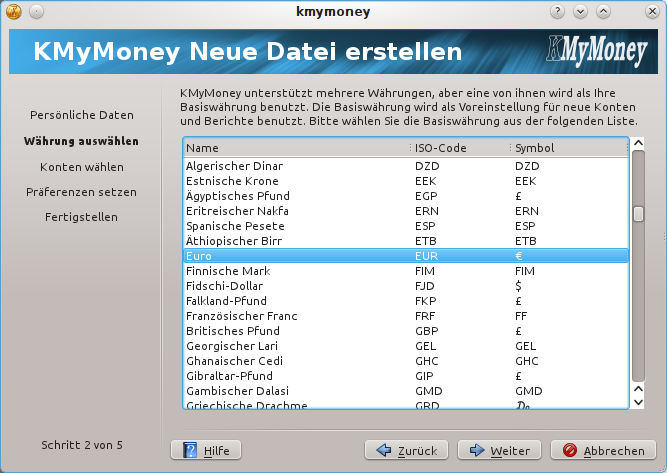 kmymoney
KMyMoney Neue Datei erstellen
KMyMoney
Persönliche Daten
Währung auswählen
Konten wählen
Präferenzen setzen
Fertigstellen
KMyMoney unterstützt mehrere Währungen, aber eine von ihnen wird als Ihre
Basiswährung benutzt. Die Basiswährung wird als Voreinstellung für neue Konten
und Berichte benutzt. Bitte wählen Sie die Basiswährung aus der folgenden Liste.
Name ISO-Code Symbol
Algerischer Dinar DZD DZD
Estnische Krone EEK EEK
Ägyptisches Pfund EGP £
Eritreischer Nakfa ERN ERN
Spanische Pesete ESP ESP
Äthiopischer Birr ETB ETB
Euro EUR €
Finnische Mark FIM FIM
Fidschi-Dollar FJD $
Falkland-Pfund FKP £
Französischer Franc FRF FF
Britisches Pfund GBP £
Georgischer Lari GEL GEL
Ghanaischer Cedi GHC GHC
Gibraltar-Pfund GIP £
Gambischer Dalasi GMD GMD
Griechische Drachme GRD ₯
Schritt 2 von 5
Hilfe Zurück Weiter Abbrechen